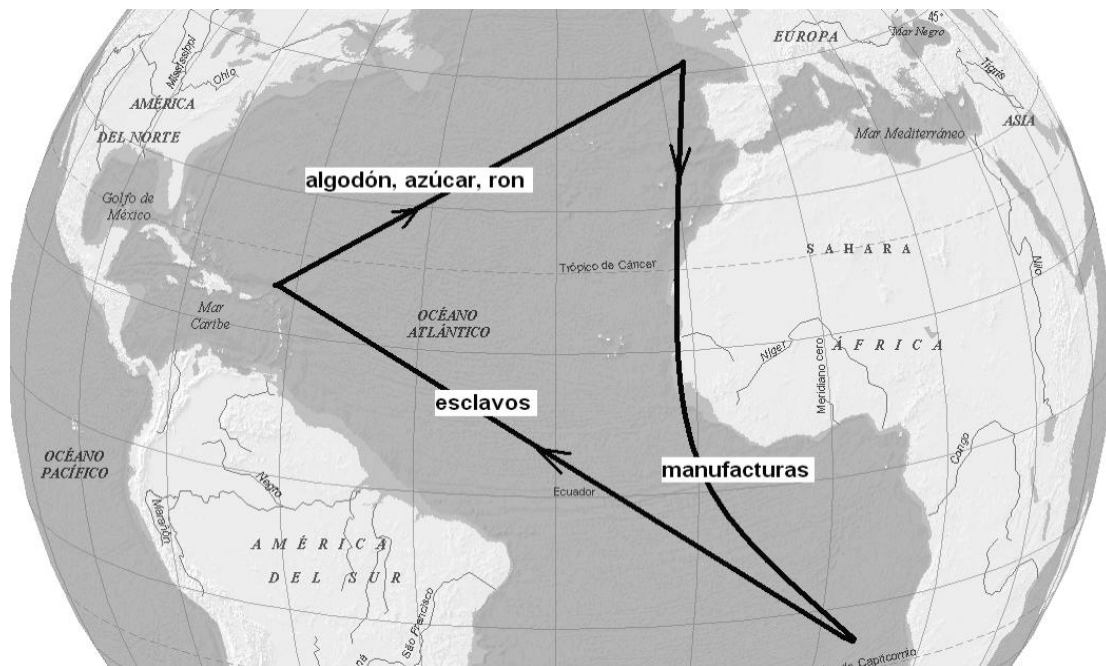 45°
EUROPA
Mar Negro
Mississippi
Ohio
Tigris
AMÉRICA
DEL NORTE
ASIA
Mar Mediterráneo
algodón, azúcar, ron
Golfo de
México
SAHARA
Trópico de Cáncer
Nilo
Mar
Caribe
OCÉANO
ATLÁNTICO
Níger
ÁFRICA
Meridiano cero
esclavos
OCÉANO
PACÍFICO
Congo
manufacturas
Negro
Ecuador
Marañón
AMÉRICA
DEL SUR
São Francisco
de Capricornio